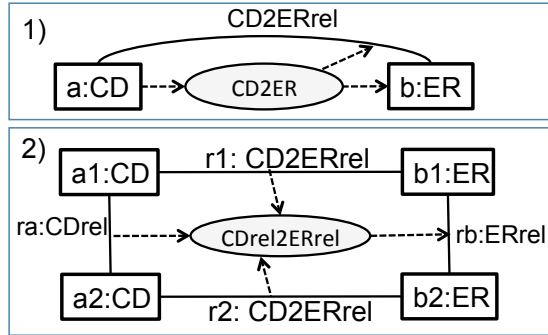 CD2ERrel
1)
a:CD
CD2ER
b:ER
2)
a1:CD
r1: CD2ERrel
b1:ER
ra:CDrel
CDrel2ERrel
rb:ERrel
a2:CD
r2: CD2ERrel
b2:ER